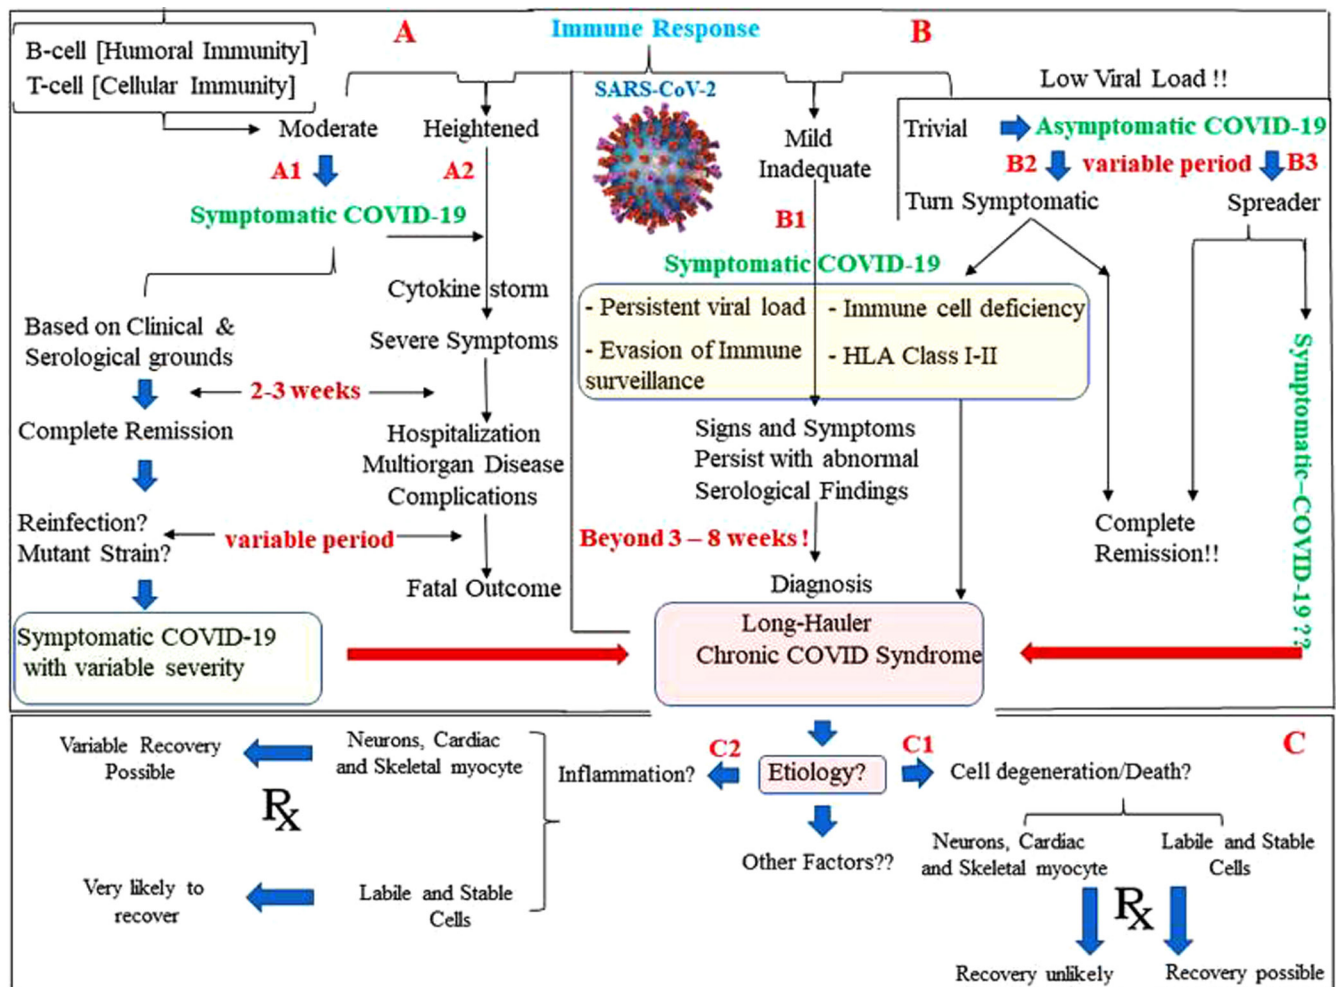 Immune Response
A
B
B-cell [Humoral Immunity]
T-cell [Cellular Immunity]
Moderate
Heightened
A1
A2
Symptomatic COVID-19
Cytokine storm
Severe Symptoms
Based on Clinical &
Serological grounds
2-3 weeks
Complete Remission
Hospitalization
Multiorgan Disease
Complications
Reinfection?
Mutant Strain?
variable period
Fatal Outcome
Symptomatic COVID-19
with variable severity
SARS-CoV-2
Mild
Inadequate
B1
Low Viral Load !!
Trivial
Asymptomatic COVID-19
B2
variable period
B3
Turn Symptomatic
Spreader
Symptomatic COVID-19
- Persistent viral load
- Evasion of Immune
surveillance
- Immune cell deficiency
- HLA Class I-II
Signs and Symptoms
Persist with abnormal
Serological Findings
Beyond 3 – 8 weeks !
Diagnosis
Complete
Remission!!
Symptomatic–COVID-19 ??
Long-Hauler
Chronic COVID Syndrome
C
Etiology?
C2
C1
Inflammation?
Neurons, Cardiac
and Skeletal myocyte
Variable Recovery
Possible
Rx
Labile and Stable
Cells
Very likely to
recover
Other Factors??
Cell degeneration/Death?
Neurons, Cardiac
and Skeletal myocyte
Labile and Stable
Cells
Rx
Recovery unlikely
Recovery possible